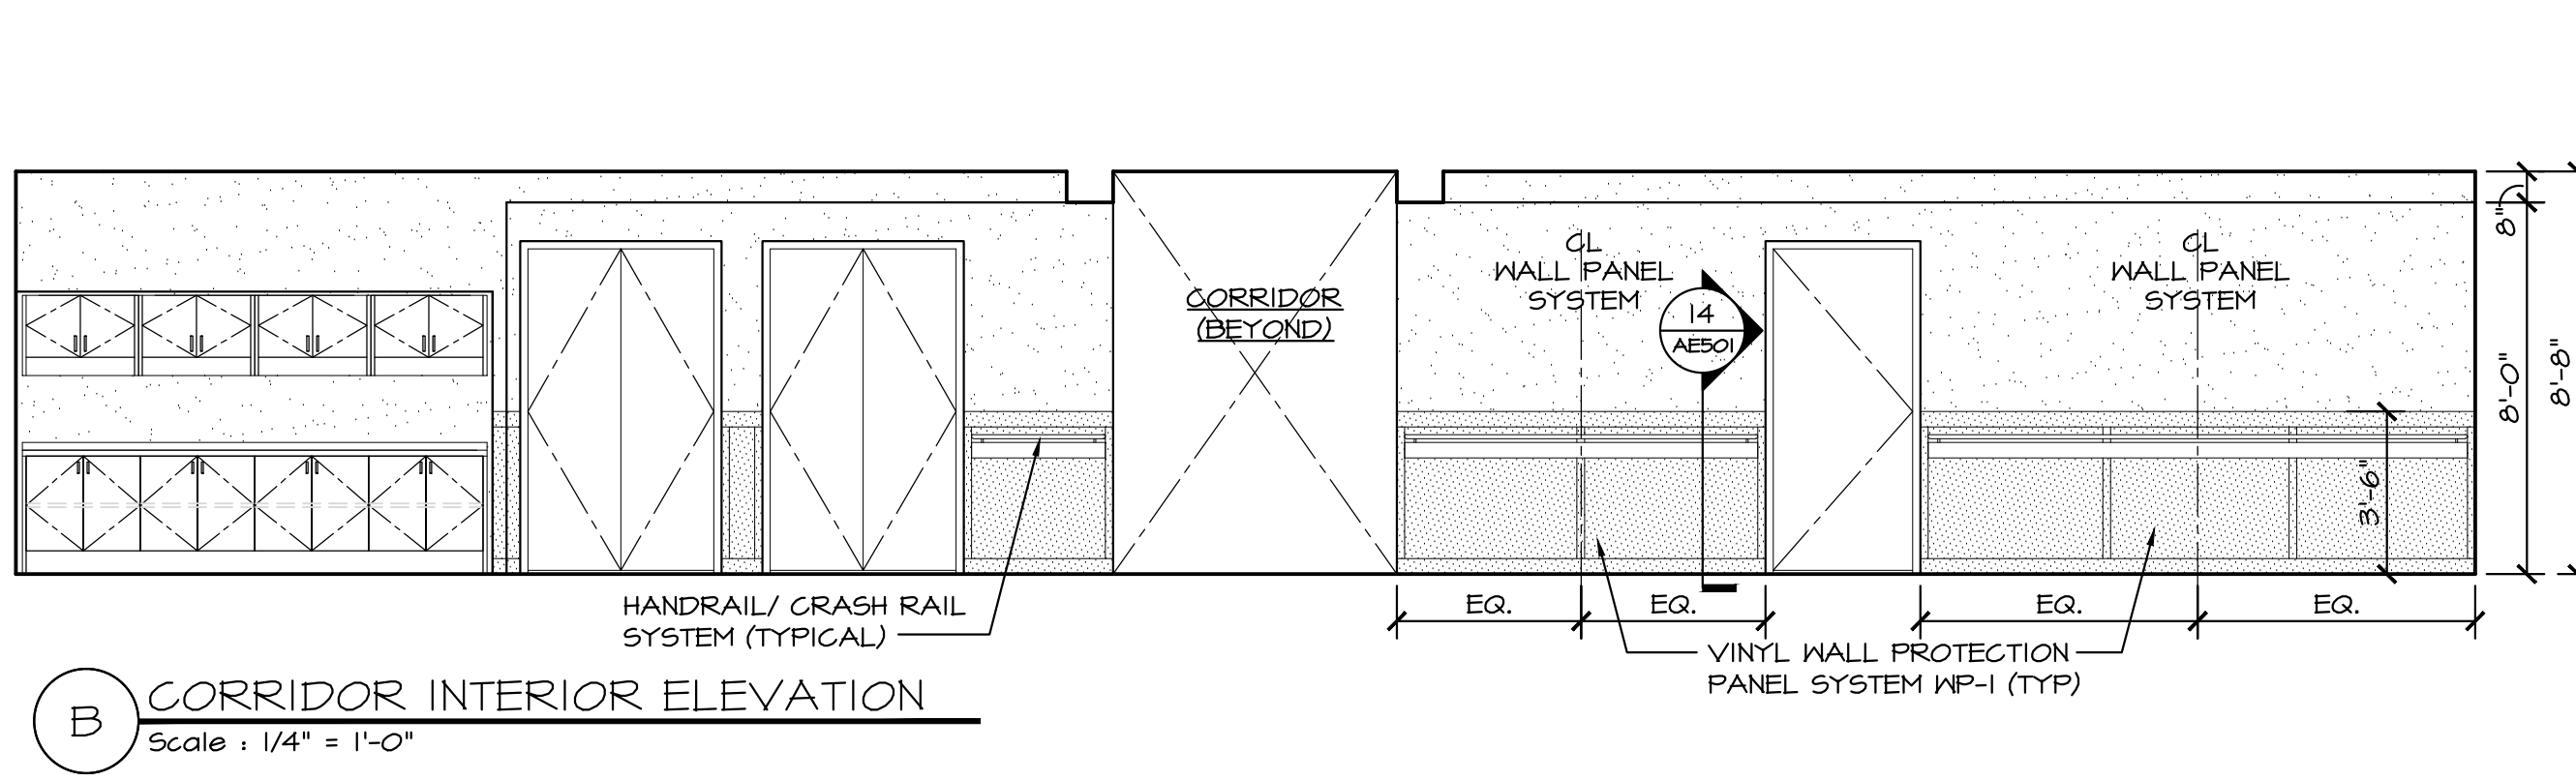 CL
WALL PANEL
SYSTEM
CL
WALL PANEL
SYSTEM
8"
CORRIDOR
(BEYOND)
14
AE501
8'-0"
8'-8"
3'-6"
EQ.
EQ.
EQ.
EQ.
HANDRAIL/ CRASH RAIL
SYSTEM (TYPICAL)
VINYL WALL PROTECTION
PANEL SYSTEM WP-1 (TYP)
B
CORRIDOR INTERIOR ELEVATION
Scale : 1/4" = 1'-0"